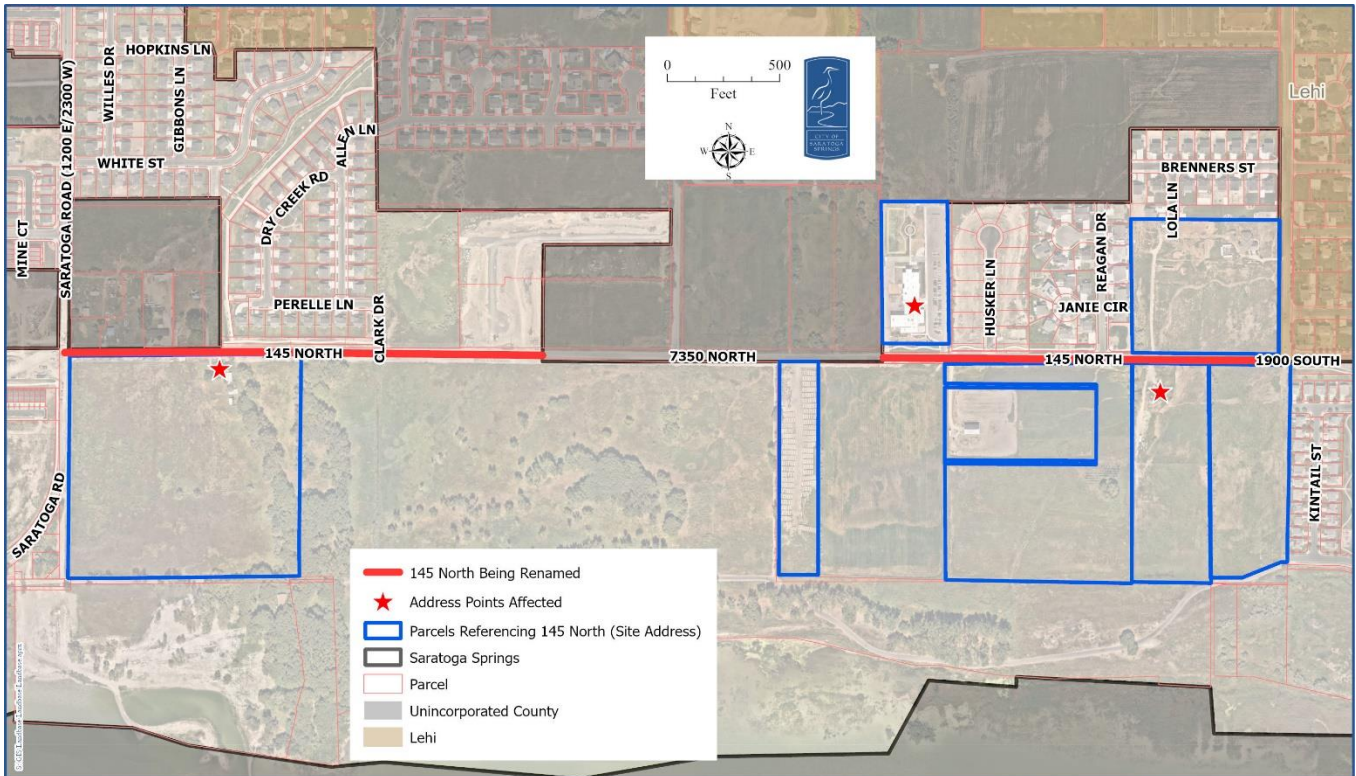 HOPKINS LN
WILLES DR
GIBBONS LN
WHITE ST
ALLEN LN
DRY CREEK RD
SARATOGA ROAD (1200 E/2300 W)
MINE CT
PERELLE LN
CLARK DR
0 500
Feet
N
W E
S
CITY OF
SARATOGA
SPRINGS
Lehi
BRENNERS ST
LOLA LN
REAGAN DR
HUSKER LN
JANIE CIR
145 NORTH
7350 NORTH
145 NORTH
1900 SOUTH
SARATOGA RD
KINTAIL ST
145 North Being Renamed
Address Points Affected
Parcels Referencing 145 North (Site Address)
Saratoga Springs
Parcel
Unincorporated County
Lehi